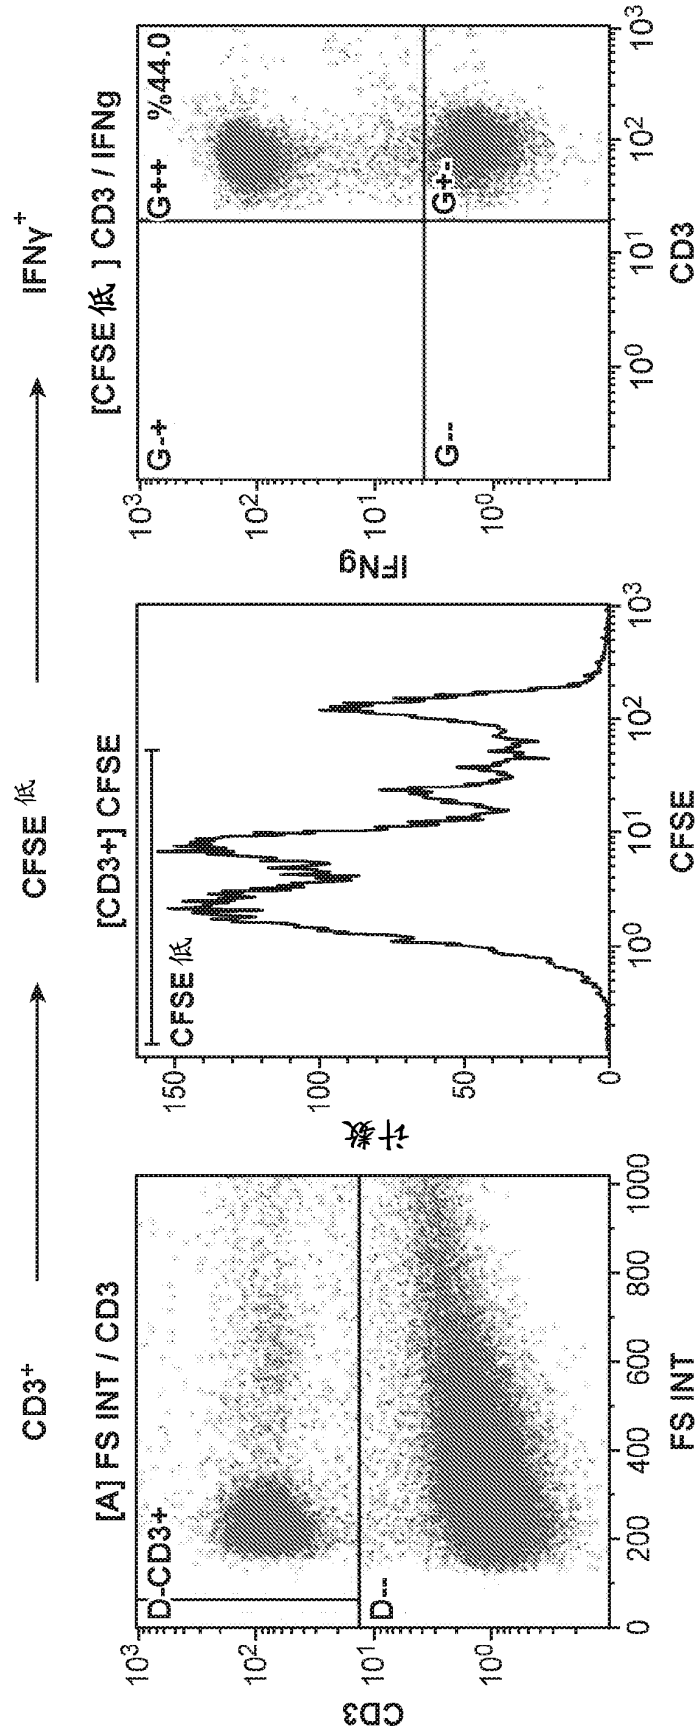 CD3⁺
CFSE 低
IFNγ⁺
[A] FS INT / CD3
D-CD3+
D--
10³
10²
10¹
10⁰
CD3
0
200
400
600
800
1000
FS INT
[CD3+] CFSE
CFSE 低
150
100
50
0
计数
10⁰
10¹
10²
10³
CFSE
[CFSE 低 ] CD3 / IFNg
G-+
G++
%44.0
G--
G+-
10³
10²
10¹
10⁰
IFNg
10⁰
10¹
10²
10³
CD3